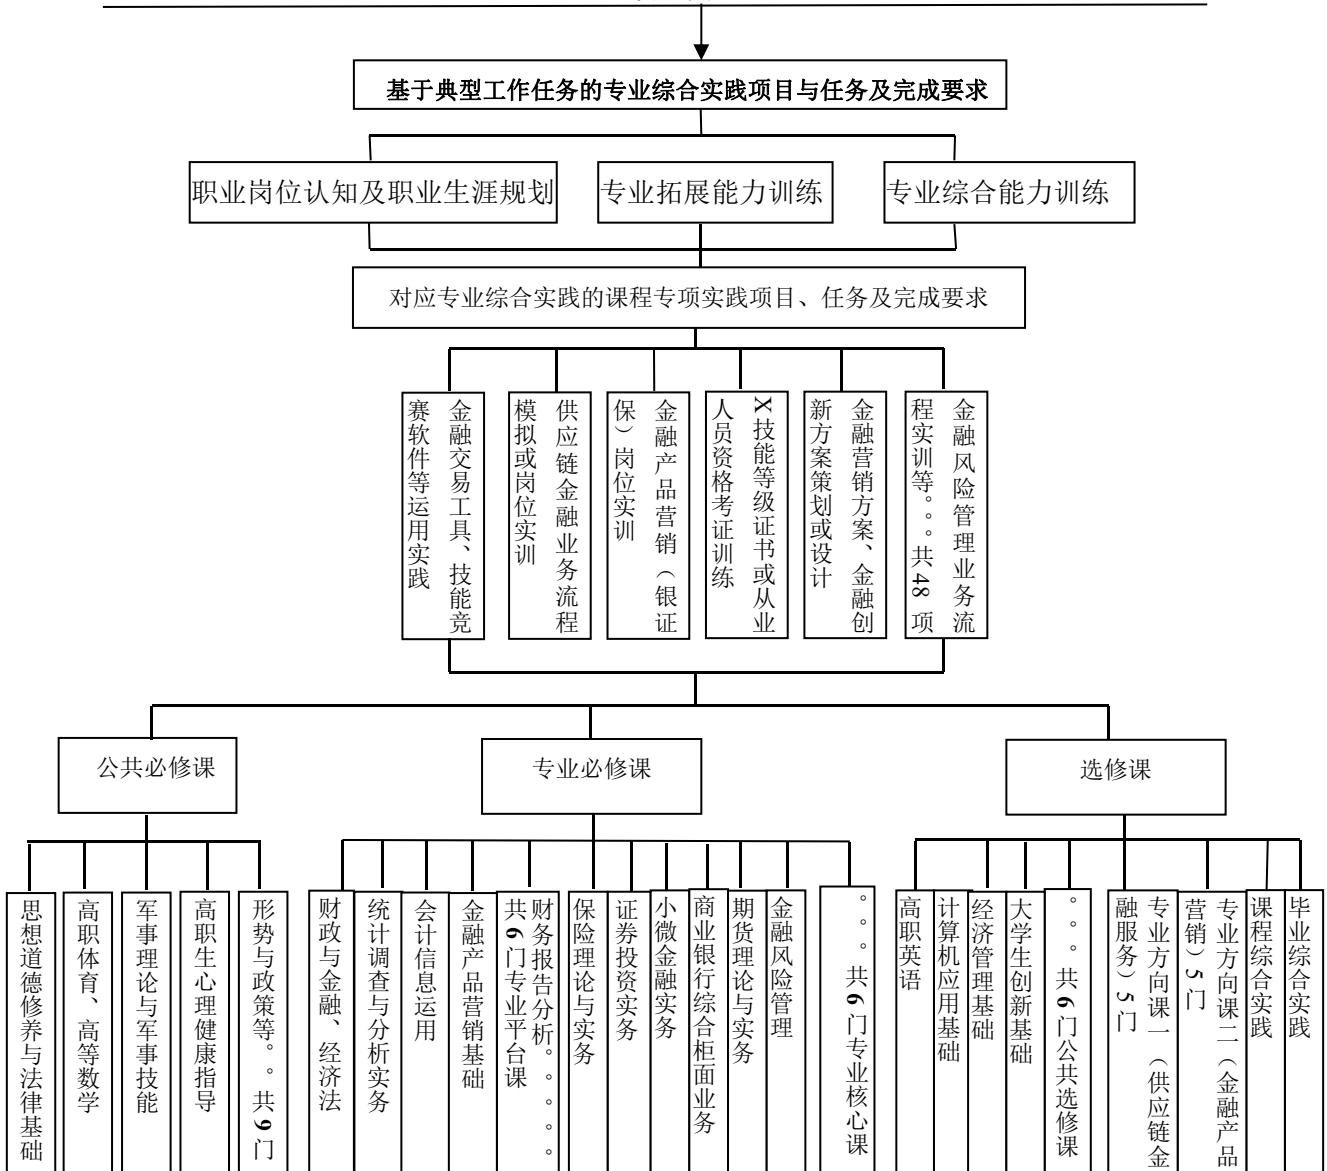 基于典型工作任务的专业综合实践项目与任务及完成要求
职业岗位认知及职业生涯规划
专业拓展能力训练
专业综合能力训练
对应专业综合实践的课程专项实践项目、任务及完成要求
金融交易工具、技能竞
赛软件等运用实践
供应链金融业务流程
模拟或岗位实训
金融产品营销（银证
保）岗位实训
X 技能等级证书或从业
人员资格考证训练
金融营销方案、金融创
新方案策划或设计
金融风险管理业务流
程实训等。。。共 48 项
公共必修课
专业必修课
选修课
思想道德修养与法律基础
高职体育、高等数学
军事理论与军事技能
高职生心理健康指导
形势与政策等。。共 9 门
财政与金融、经济法
统计调查与分析实务
会计信息运用
金融产品营销基础
财务报告分析。。。。。
共 6 门专业平台课
保险理论与实务
证券投资实务
小微金融实务
商业银行综合柜面业务
期货理论与实务
金融风险管理
。。。共 6 门专业核心课
高职英语
计算机应用基础
经济管理基础
大学生创新基础
。。。共 6 门公共选修课
专业方向课一（供应链金
融服务）5 门
专业方向课二（金融产品
营销）5 门
课程综合实践
毕业综合实践